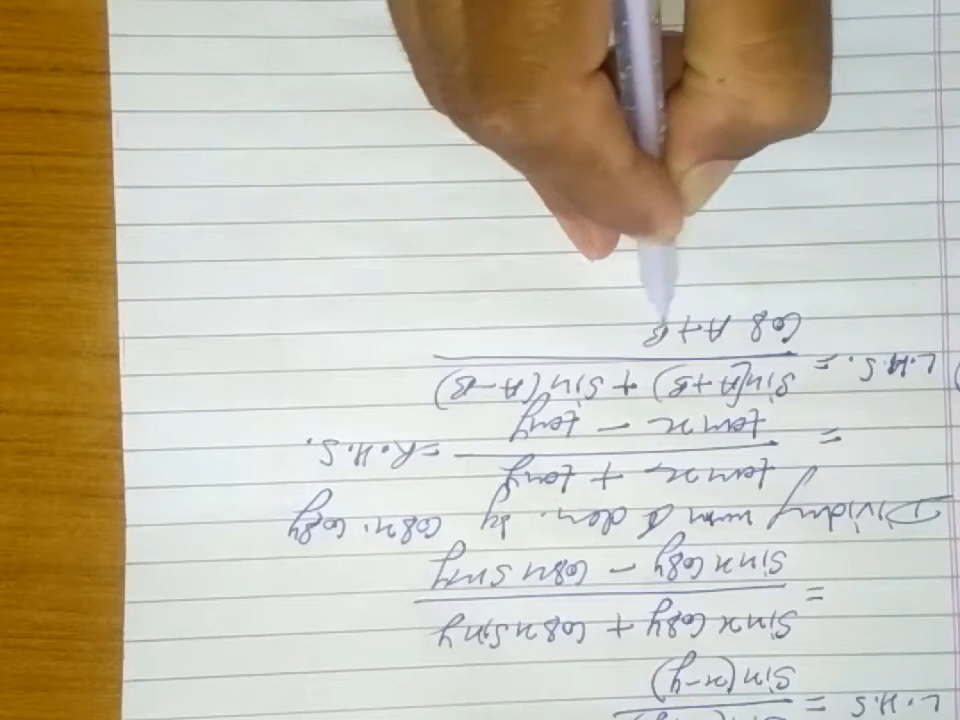 L.H.S =
sin(x-y)
= sinx cosy + cosx siny
sinx cosy - cosx siny
Dividing num & den. by cosx. cosy
= tanx + tany
tanx - tany
= R.H.S.
L.H.S. = sin(A+B) + sin(A-B)
cos A+B